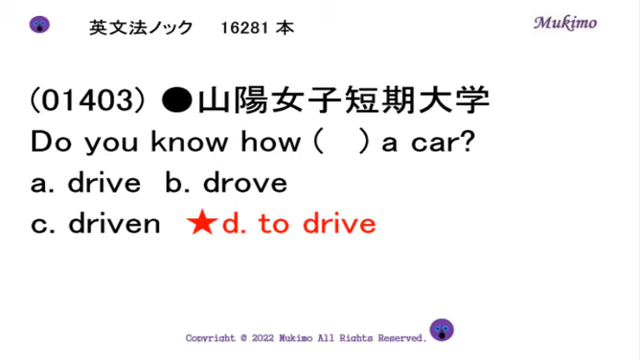 英文法ノック 16281 本
Mukimo
(01403) ●山陽女子短期大学
Do you know how ( ) a car?
a. drive b. drove
c. driven ★d. to drive
Copyright © 2022 Mukimo All Rights Reserved.